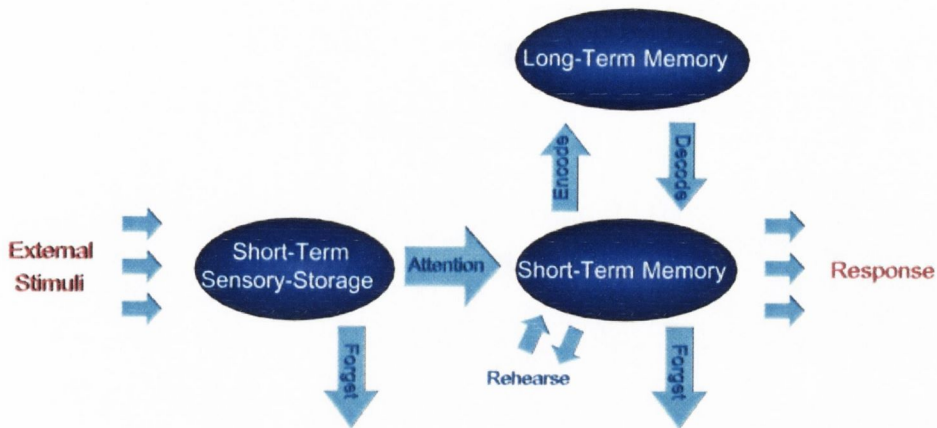 Long-Term Memory
Encode
Decode
External
Stimuli
Short-Term
Sensory-Storage
Attention
Short-Term Memory
Response
Forget
Rehearse
Forget